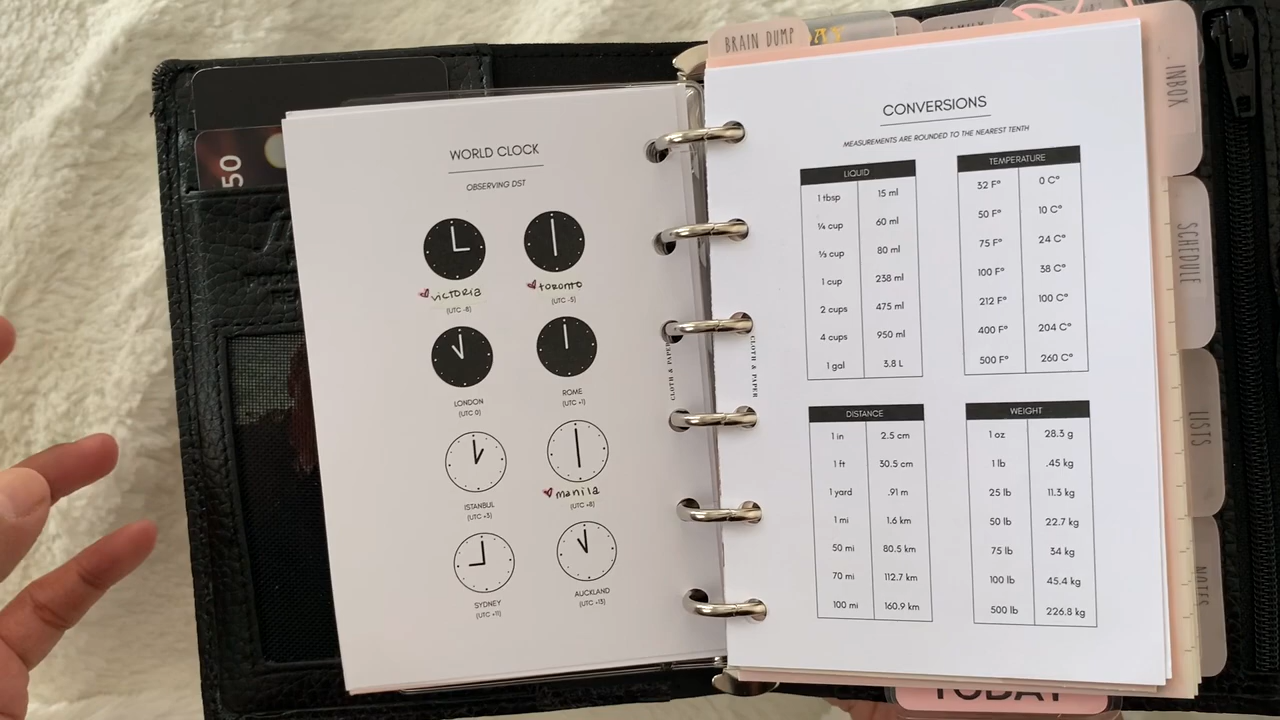 BRAIN DUMP
INBOX
50
WORLD CLOCK
OBSERVING DST
VICTORIA
(UTC -8)
toronto
(UTC -5)
LONDON
(UTC 0)
ROME
(UTC +1)
ISTANBUL
(UTC +3)
manila
(UTC +8)
SYDNEY
(UTC +11)
AUCKLAND
(UTC +13)
CLOTH & PAPER
CLOTH & PAPER
CONVERSIONS
MEASUREMENTS ARE ROUNDED TO THE NEAREST TENTH
LIQUID
1 tbsp 15 ml
¼ cup 60 ml
⅓ cup 80 ml
1 cup 238 ml
2 cups 475 ml
4 cups 950 ml
1 gal 3.8 L
TEMPERATURE
32 F° 0 C°
50 F° 10 C°
75 F° 24 C°
100 F° 38 C°
212 F° 100 C°
400 F° 204 C°
500 F° 260 C°
DISTANCE
1 in 2.5 cm
1 ft 30.5 cm
1 yard .91 m
1 mi 1.6 km
50 mi 80.5 km
70 mi 112.7 km
100 mi 160.9 km
WEIGHT
1 oz 28.3 g
1 lb .45 kg
25 lb 11.3 kg
50 lb 22.7 kg
75 lb 34 kg
100 lb 45.4 kg
500 lb 226.8 kg
SCHEDULE
LISTS
NOTES
TODAY